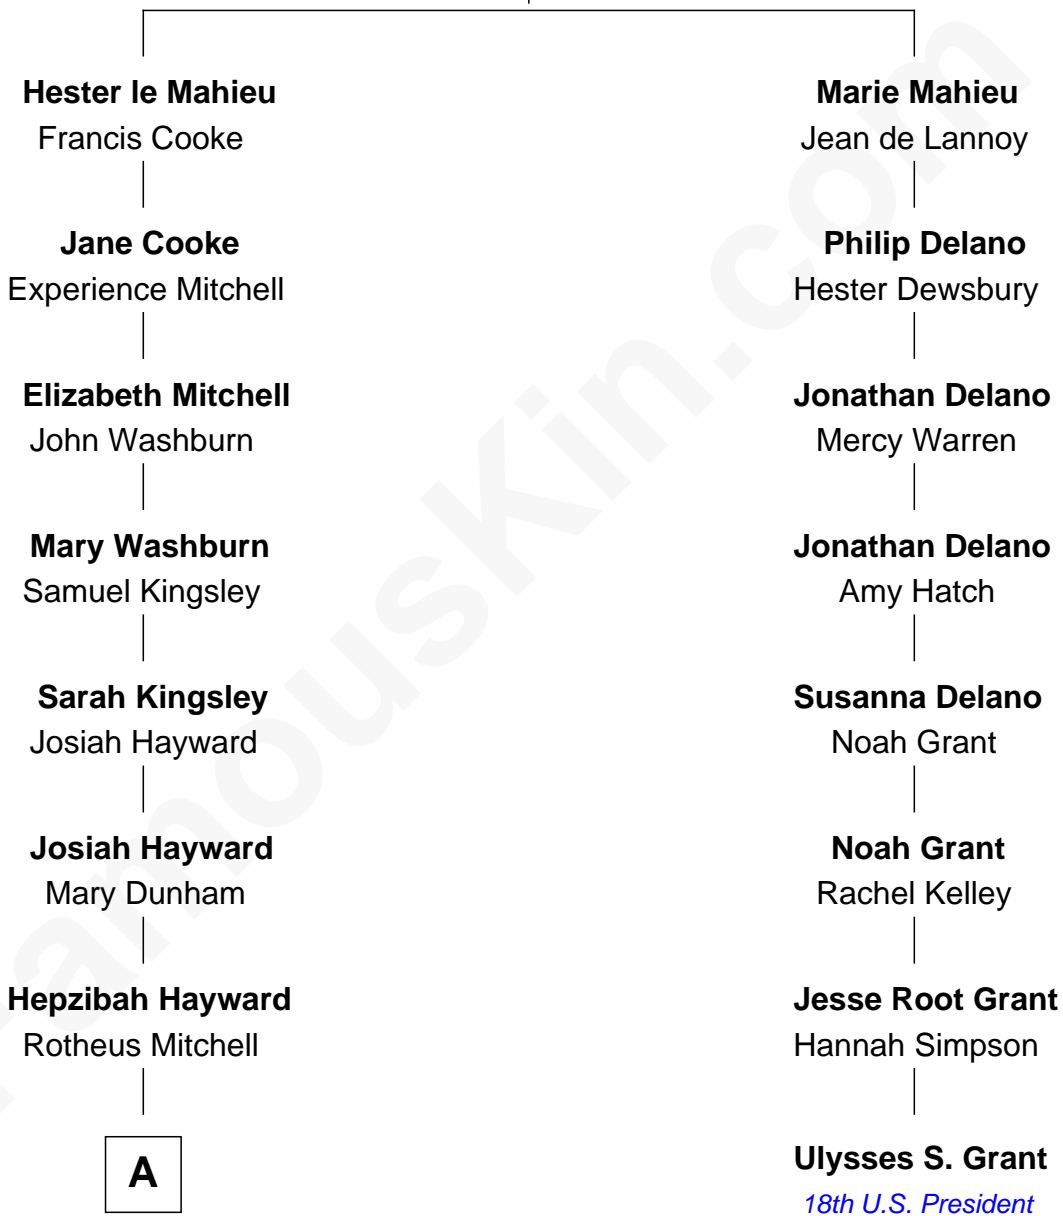 Hester le Mahieu
Francis Cooke
Jane Cooke
Experience Mitchell
Elizabeth Mitchell
John Washburn
Mary Washburn
Samuel Kingsley
Sarah Kingsley
Josiah Hayward
Josiah Hayward
Mary Dunham
Hepzibah Hayward
Rotheus Mitchell
A
Marie Mahieu
Jean de Lannoy
Philip Delano
Hester Dewsbury
Jonathan Delano
Mercy Warren
Jonathan Delano
Amy Hatch
Susanna Delano
Noah Grant
Noah Grant
Rachel Kelley
Jesse Root Grant
Hannah Simpson
Ulysses S. Grant
18th U.S. President
FamousKin.com